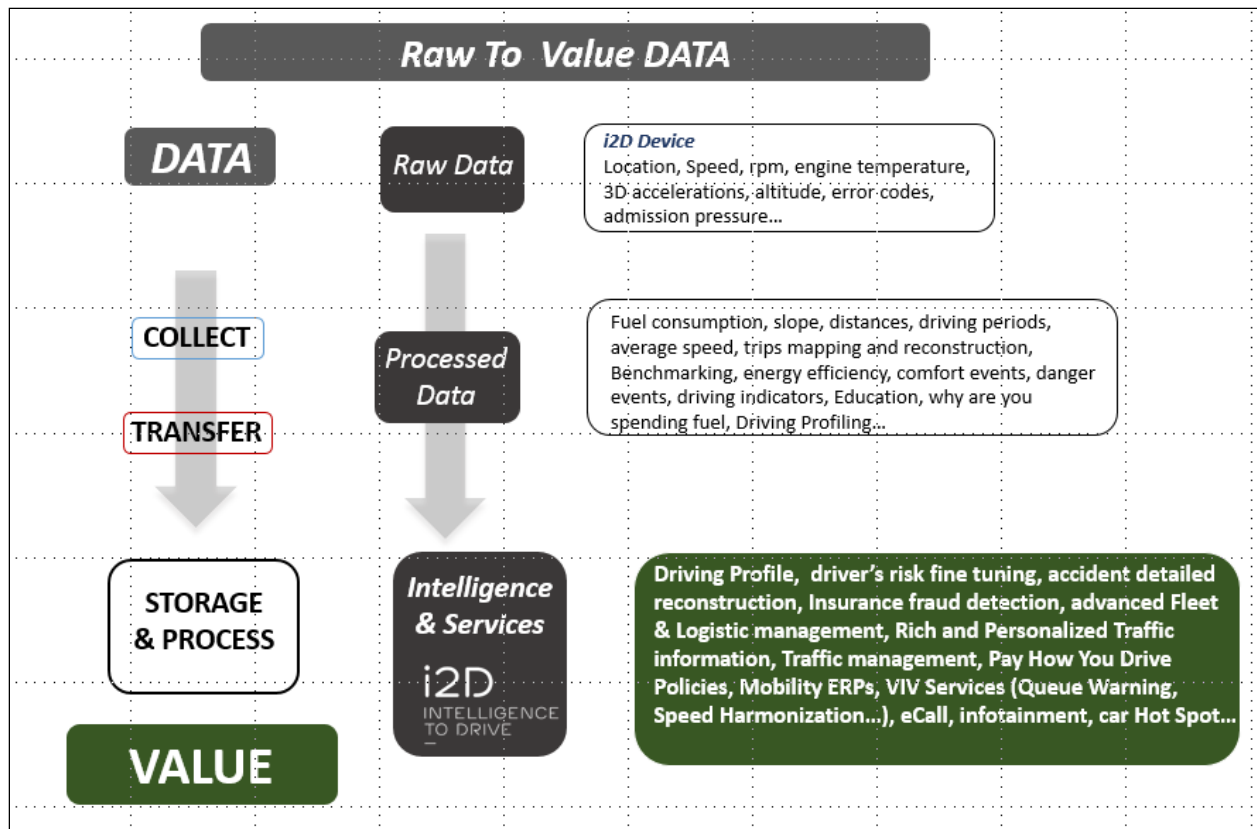 Raw To Value DATA
DATA
Raw Data
i2D Device
Location, Speed, rpm, engine temperature,
3D accelerations, altitude, error codes,
admission pressure…
COLLECT
TRANSFER
Processed
Data
Fuel consumption, slope, distances, driving periods,
average speed, trips mapping and reconstruction,
Benchmarking, energy efficiency, comfort events, danger
events, driving indicators, Education, why are you
spending fuel, Driving Profiling…
STORAGE
& PROCESS
VALUE
Intelligence
& Services
i2D
INTELLIGENCE
TO DRIVE
Driving Profile, driver's risk fine tuning, accident detailed
reconstruction, Insurance fraud detection, advanced Fleet
& Logistic management, Rich and Personalized Traffic
information, Traffic management, Pay How You Drive
Policies, Mobility ERPs, VIV Services (Queue Warning,
Speed Harmonization…), eCall, infotainment, car Hot Spot…